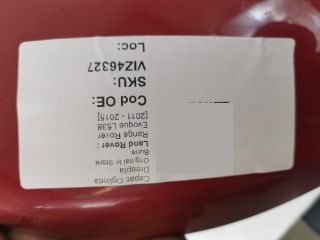 Capac Oglinda
Dreapta
Original In Stare
Buna
Land Rover:
Range Rover
Evoque L538
[2011 - 2015]
Cod OE:
SKU:
VIZ46327
Loc: